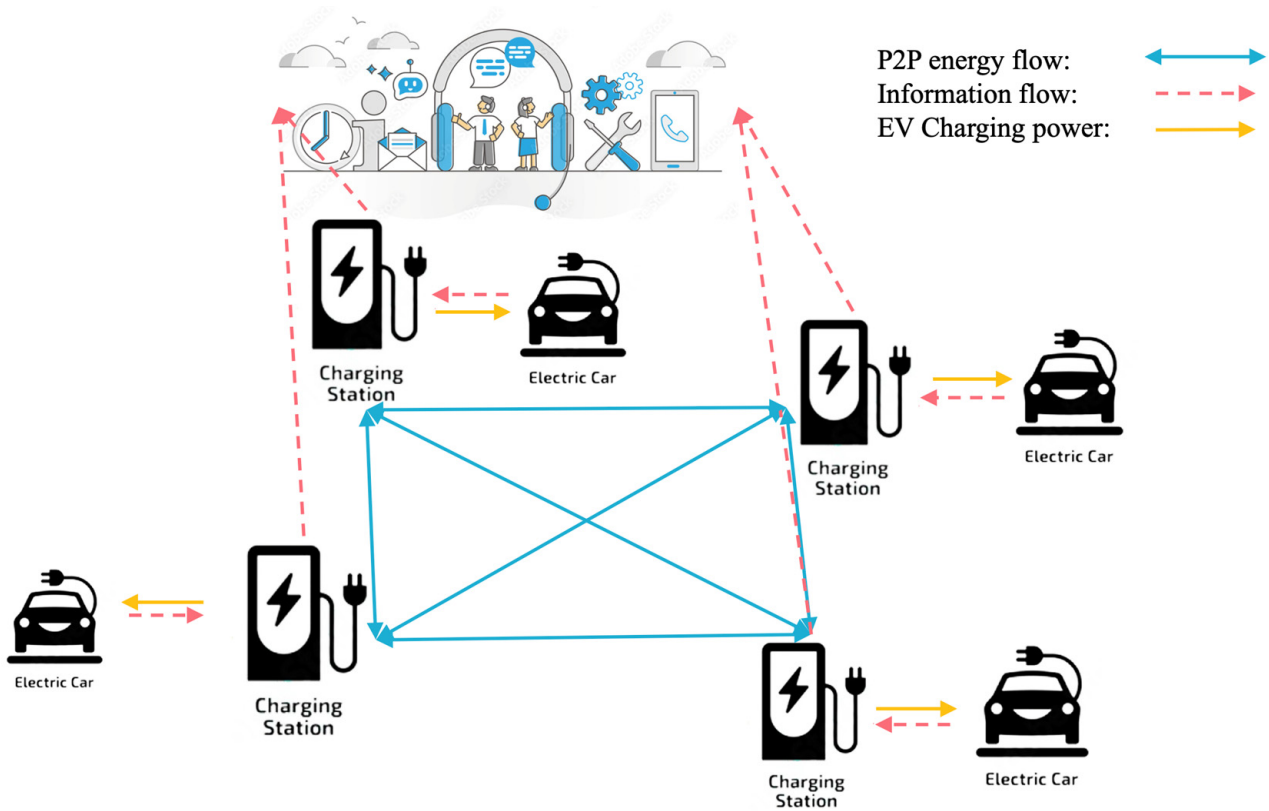 P2P energy flow:
Information flow:
EV Charging power:
Charging
Station
Electric Car
Charging
Station
Electric Car
Electric Car
Charging
Station
Charging
Station
Electric Car